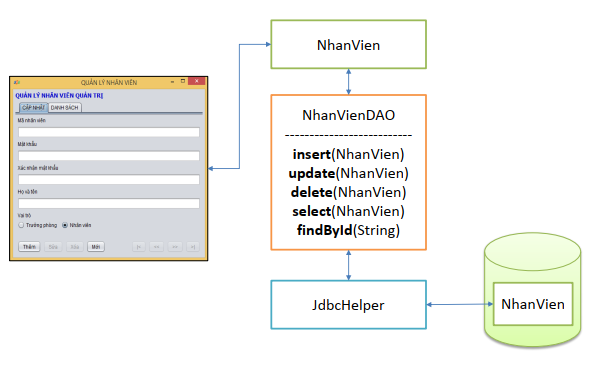 NhanVien
QUẢN LÝ NHÂN VIÊN
QUẢN LÝ NHÂN VIÊN QUẢN TRỊ
CẬP NHẬT DANH SÁCH
Mã nhân viên
Mật khẩu
Xác nhận mật khẩu
Họ và tên
Vai trò
Trưởng phòng Nhân viên
Thêm Sửa Xóa Mới |< << >> >|
NhanVienDAO
---------------------------
insert(NhanVien)
update(NhanVien)
delete(NhanVien)
select(NhanVien)
findById(String)
JdbcHelper
NhanVien